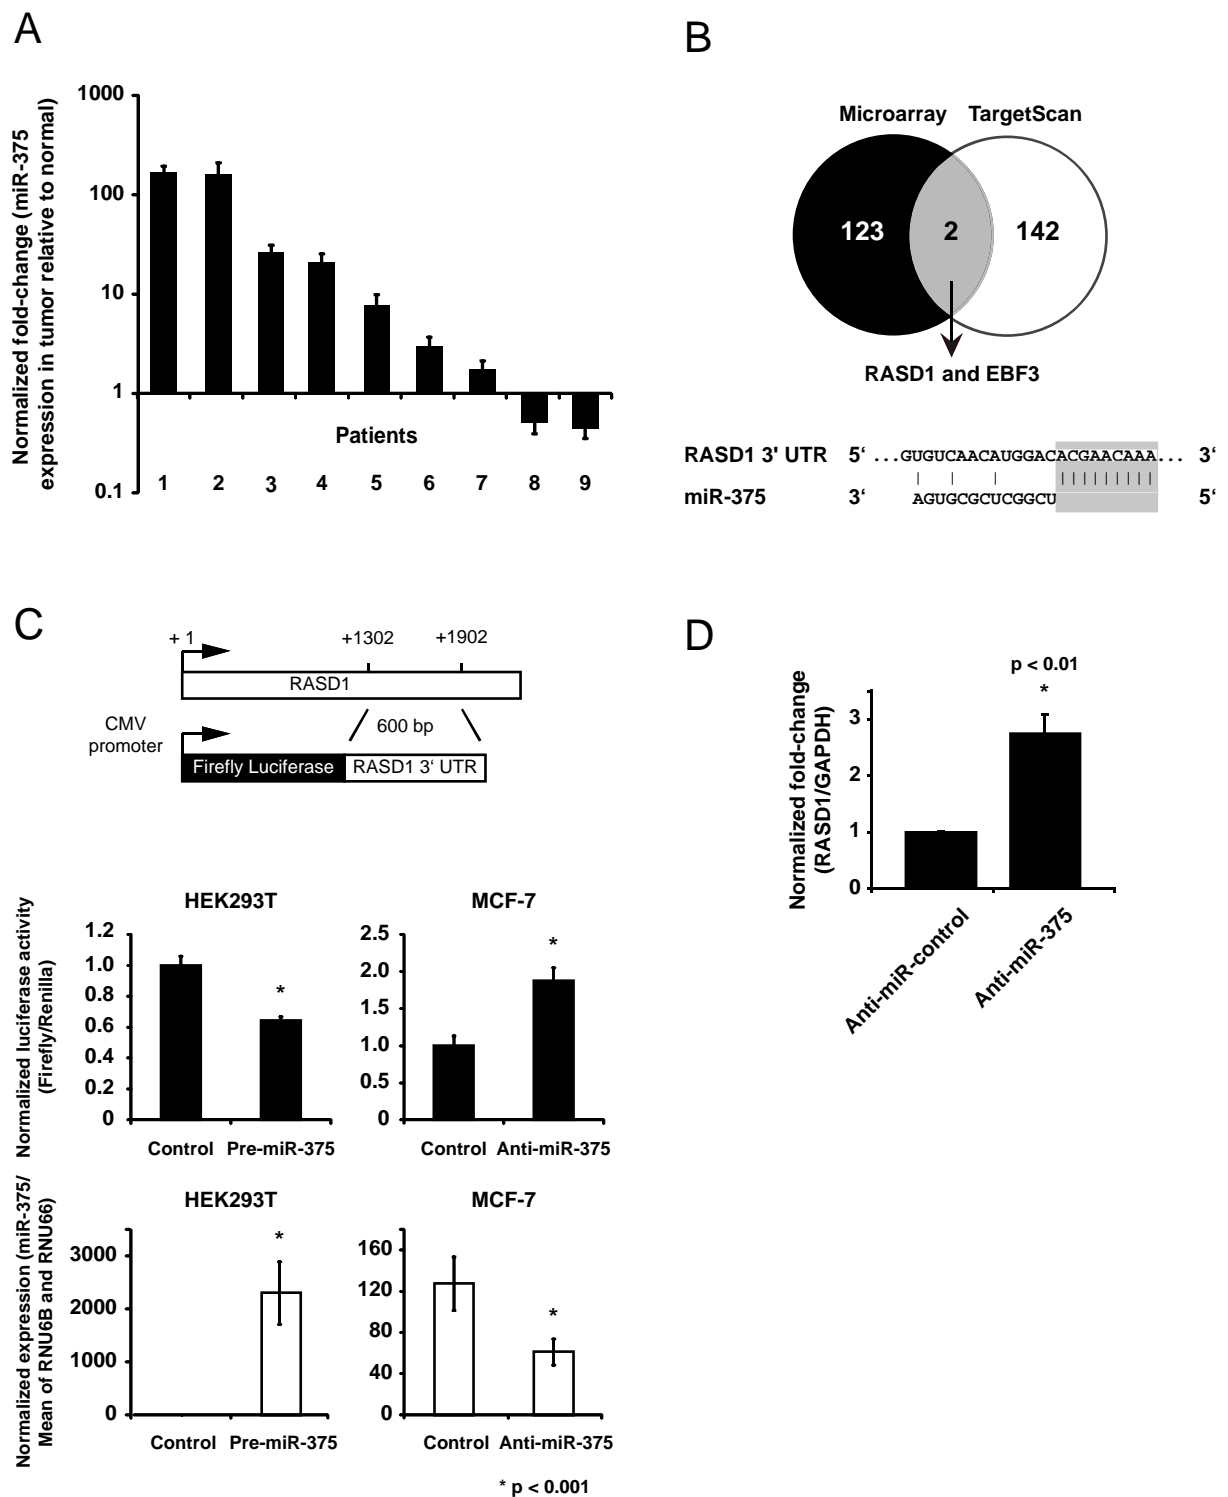 A
Normalized fold-change (miR-375
expression in tumor relative to normal)
1000
100
10
1
0.1
Patients
1 2 3 4 5 6 7 8 9
B
Microarray TargetScan
123 2 142
RASD1 and EBF3
RASD1 3' UTR 5‘ ...GUGUCAACAUGGACACGAACAAA... 3‘
miR-375 3‘ AGUGCGCUCGGCU 5‘
C
+ 1 +1302 +1902
RASD1
CMV
promoter
600 bp
Firefly Luciferase RASD1 3‘ UTR
Normalized luciferase activity
(Firefly/Renilla)
HEK293T
1.2
1.0
0.8
0.6
0.4
0.2
0
*
Control Pre-miR-375
MCF-7
2.5
2.0
1.5
1.0
0.5
0
*
Control Anti-miR-375
Normalized expression (miR-375/
Mean of RNU6B and RNU66)
HEK293T
3000
2000
1000
0
*
Control Pre-miR-375
MCF-7
160
120
80
40
0
*
Control Anti-miR-375
* p < 0.001
D
Normalized fold-change
(RASD1/GAPDH)
p < 0.01
*
3
2
1
0
Anti-miR-control
Anti-miR-375